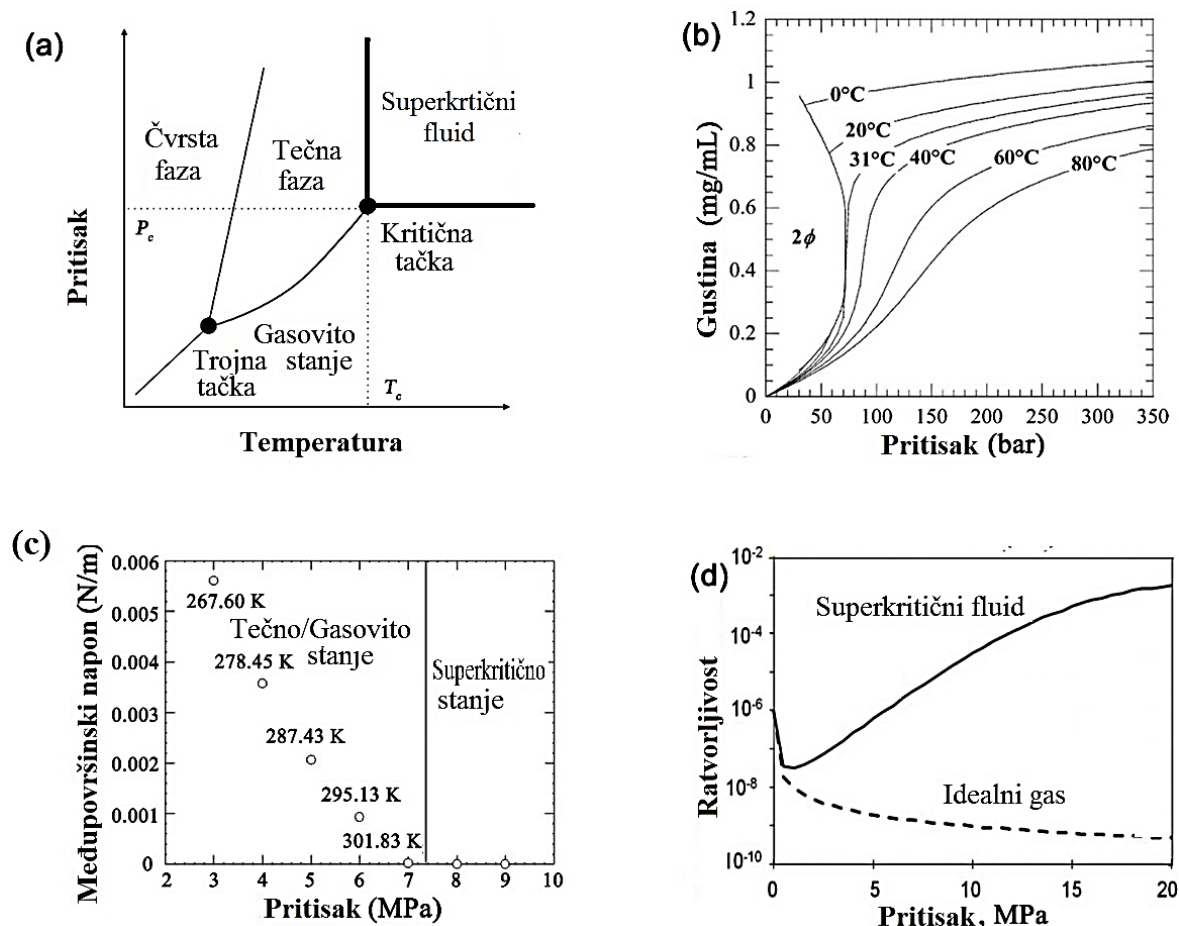 (a)
Pritisak
Čvrsta
faza
Tečna
faza
Superkrtični
fluid
P_c
Kritična
tačka
Gasovito
stanje
Trojna
tačka
T_c
Temperatura
(b)
Gustina (mg/mL)
1.2
1
0.8
0.6
0.4
0.2
0
0°C
20°C
31°C
40°C
60°C
80°C
2ϕ
0 50 100 150 200 250 300 350
Pritisak (bar)
(c)
Međupovršinski napon (N/m)
0.006
0.005
0.004
0.003
0.002
0.001
0
267.60 K
Tečno/Gasovito
stanje
278.45 K
287.43 K
295.13 K
301.83 K
Superkritično
stanje
2 3 4 5 6 7 8 9 10
Pritisak (MPa)
(d)
Ratvorljivost
10-2
10-4
10-6
10-8
10-10
Superkritični fluid
Idealni gas
0 5 10 15 20
Pritisak, MPa